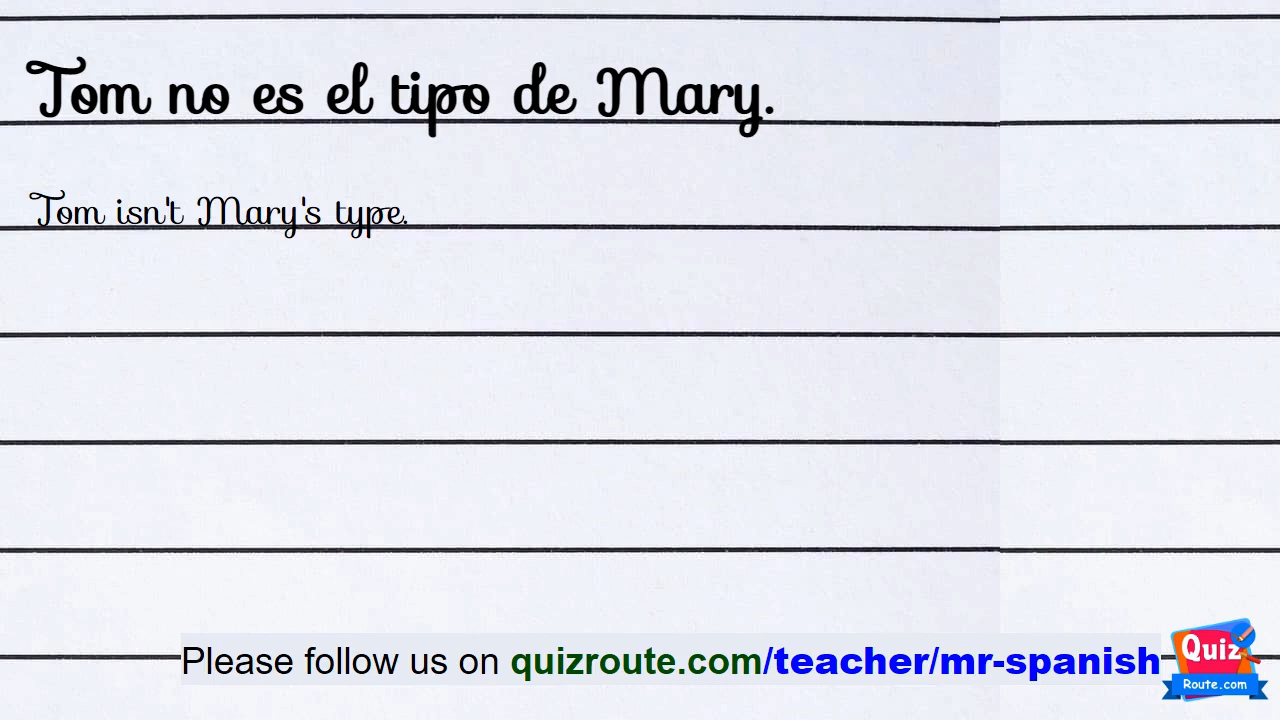 Tom no es el tipo de Mary.
Tom isn't Mary's type.
Please follow us on quizroute.com/teacher/mr-spanish
Quiz
Route.com